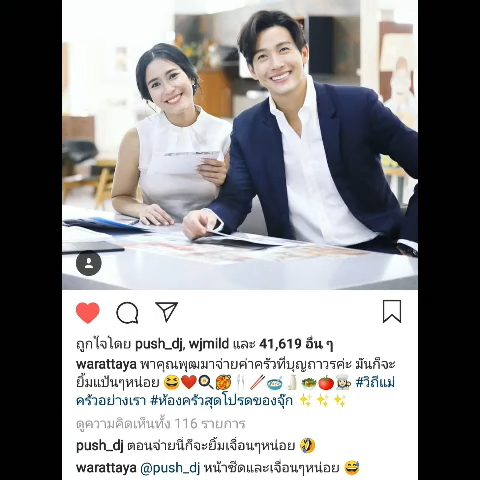 ถูกใจโดย push_dj, wjmild และ 41,619 อื่น ๆ
warattaya พาคุณพุฒมาจ่ายค่าครัวที่บุญถาวรค่ะ มันก็จะ
ยิ้มแป้นๆหน่อย 😆❤️🍳🥘🍴🥢🍜🍶🥗🍅👩🏻‍🍳 #วิถีแม่
ครัวอย่างเรา #ห้องครัวสุดโปรดของจุ๊ก ✨✨✨
ดูความคิดเห็นทั้ง 116 รายการ
push_dj ตอนจ่ายนี่ก็จะยิ้มเจื่อนๆหน่อย 🤣
warattaya @push_dj หน้าซีดและเจื่อนๆหน่อย 😅